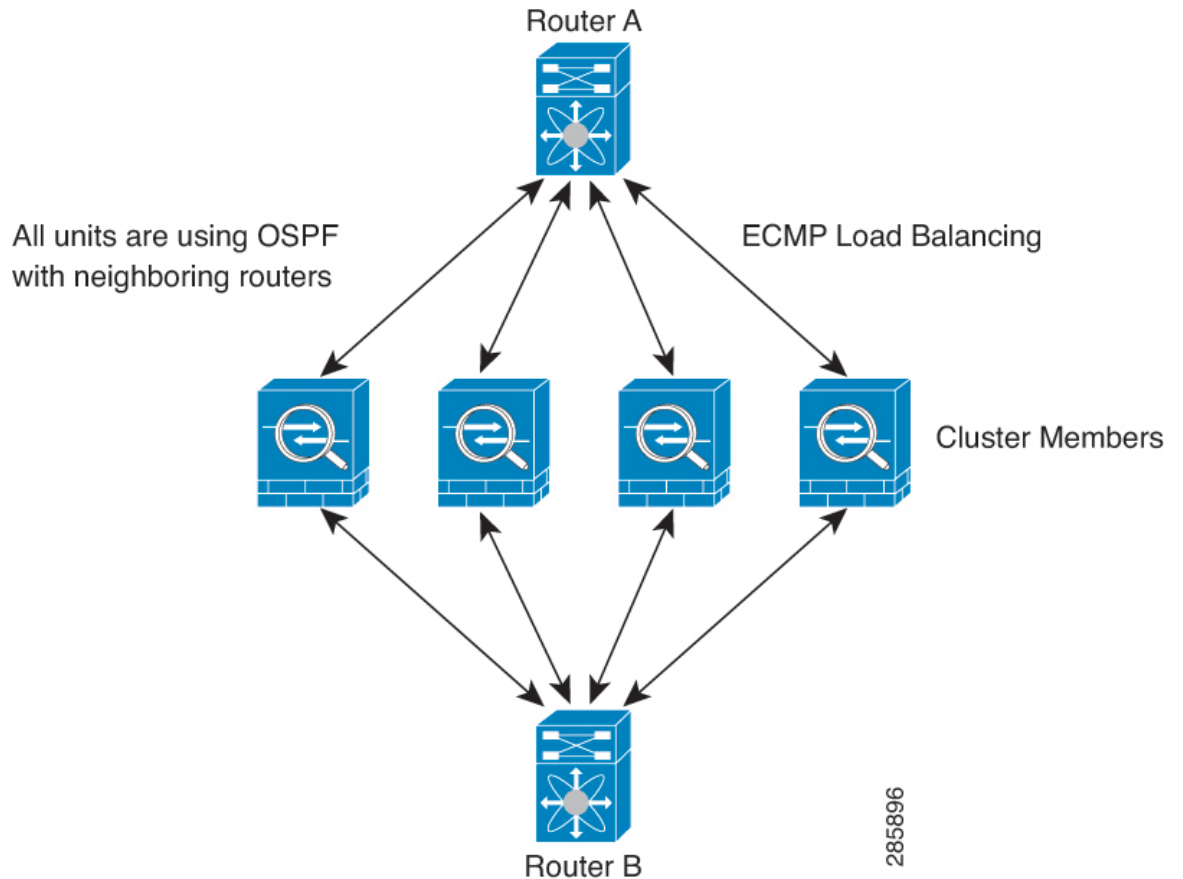 Router A
All units are using OSPF
with neighboring routers
ECMP Load Balancing
Cluster Members
Router B
285896